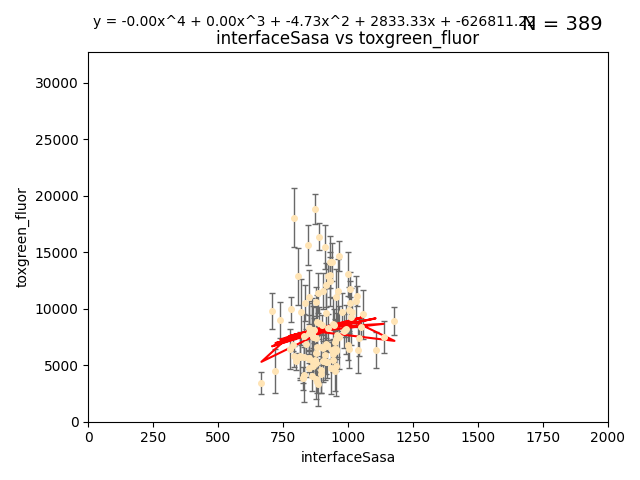 y = -0.00x^4 + 0.00x^3 + -4.73x^2 + 2833.33x + -626811.22
N = 389
interfaceSasa vs toxgreen_fluor
30000
25000
20000
15000
10000
5000
0
toxgreen_fluor
0 250 500 750 1000 1250 1500 1750 2000
interfaceSasa